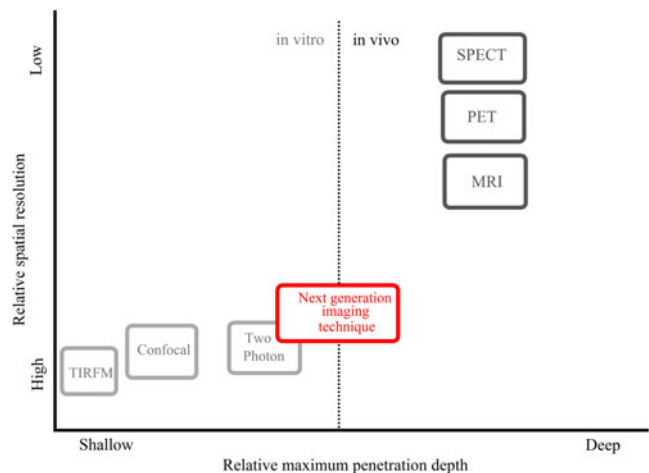 in vitro
in vivo
SPECT
PET
MRI
Next generation
imaging
technique
Two
Photon
Confocal
TIRFM
Low
Relative spatial resolution
High
Shallow
Deep
Relative maximum penetration depth